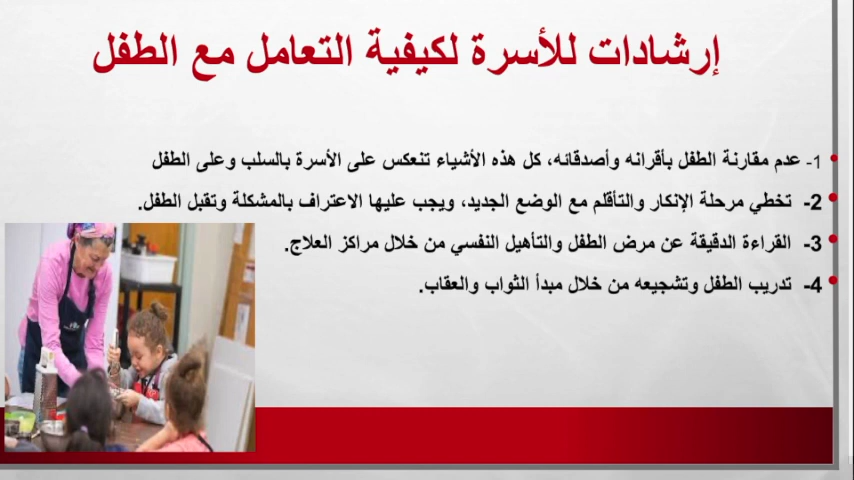 إرشادات للأسرة لكيفية التعامل مع الطفل
1- عدم مقارنة الطفل بأقرانه وأصدقائه، كل هذه الأشياء تنعكس على الأسرة بالسلب وعلى الطفل
2- تخطي مرحلة الإنكار والتأقلم مع الوضع الجديد، ويجب عليها الاعتراف بالمشكلة وتقبل الطفل.
3- القراءة الدقيقة عن مرض الطفل والتأهيل النفسي من خلال مراكز العلاج.
4- تدريب الطفل وتشجيعه من خلال مبدأ الثواب والعقاب.